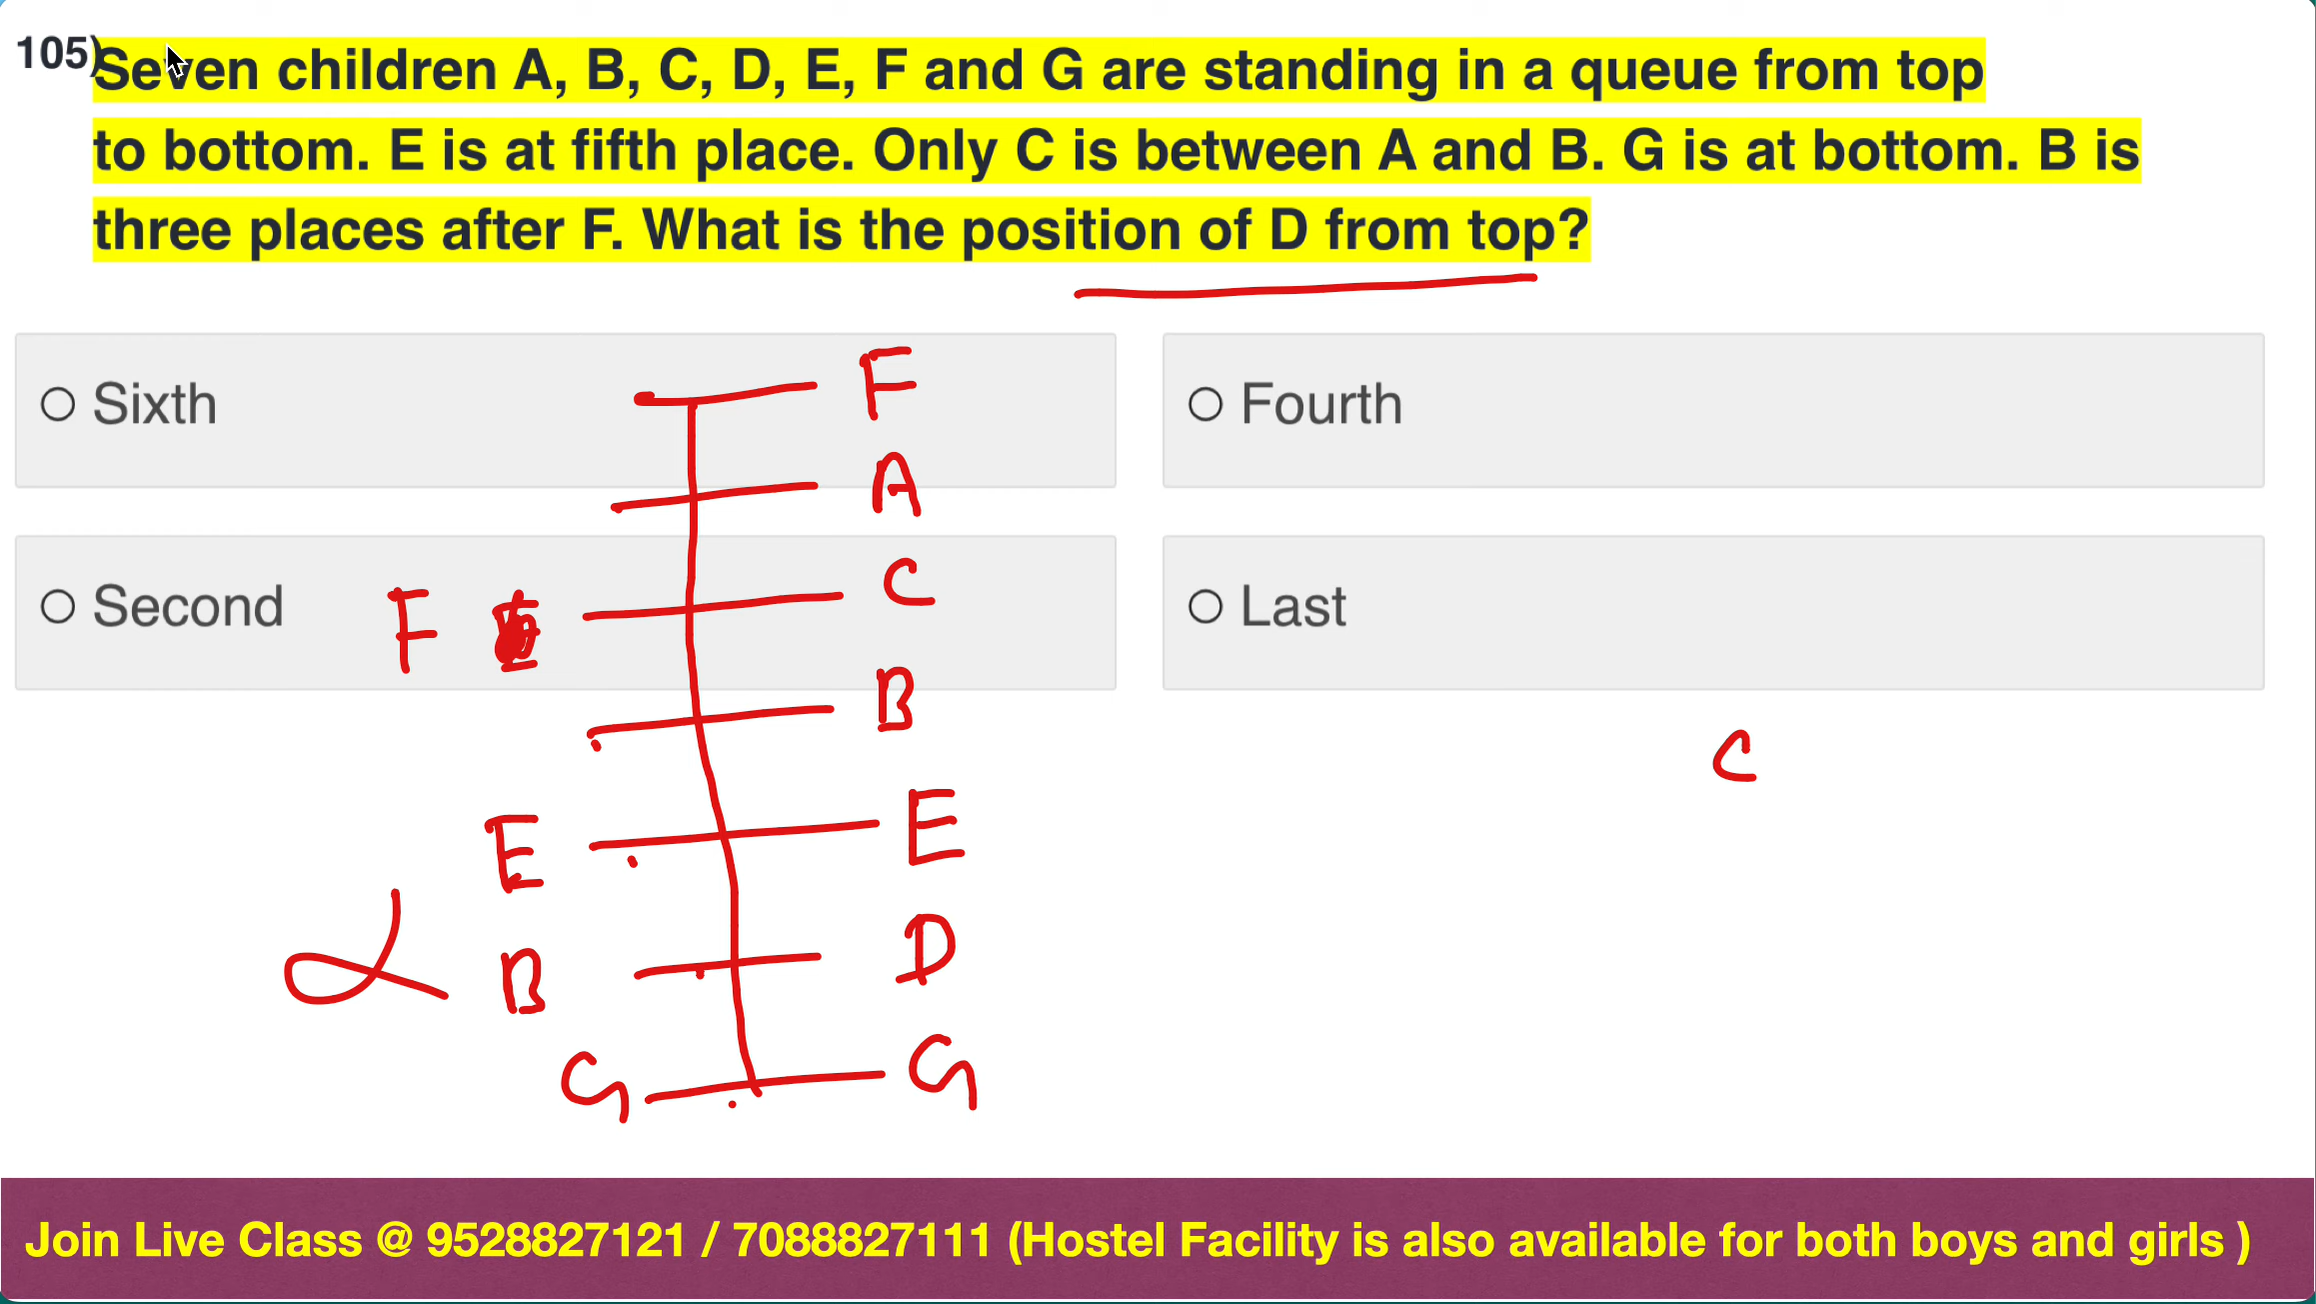 105) Seven children A, B, C, D, E, F and G are standing in a queue from top
to bottom. E is at fifth place. Only C is between A and B. G is at bottom. B is
three places after F. What is the position of D from top?
Sixth
Fourth
Second
Last
F
A
F C
B
C
E E
B D
G G
Join Live Class @ 9528827121 / 7088827111 (Hostel Facility is also available for both boys and girls )